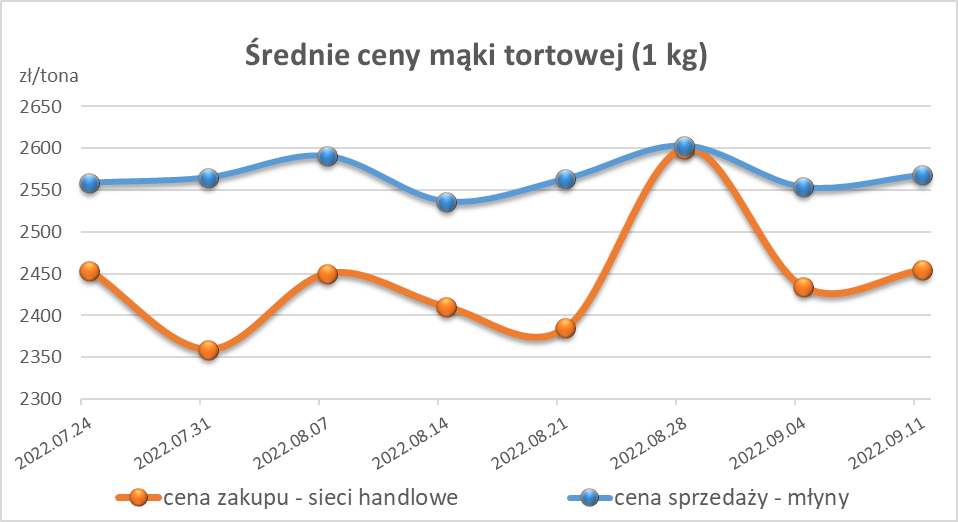 Średnie ceny mąki tortowej (1 kg)
zł/tona
2650
2600
2550
2500
2450
2400
2350
2300
2022.07.24 2022.07.31 2022.08.07 2022.08.14 2022.08.21 2022.08.28 2022.09.04 2022.09.11
cena zakupu - sieci handlowe cena sprzedaży - młyny